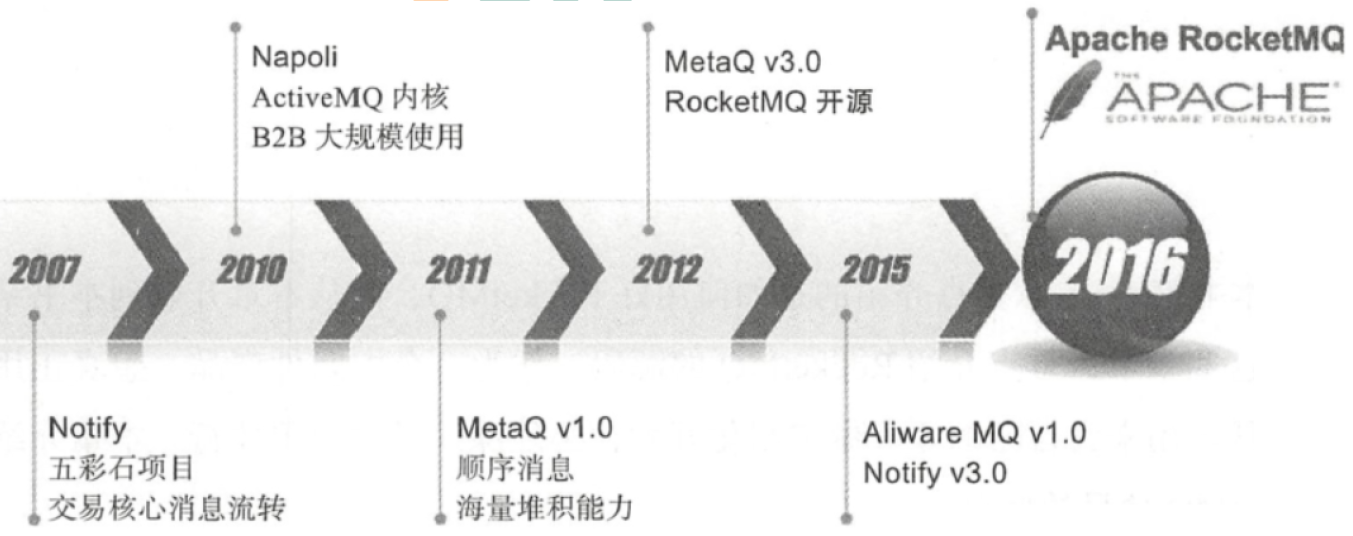 Napoli
ActiveMQ 内核
B2B 大规模使用
MetaQ v3.0
RocketMQ 开源
Apache RocketMQ
THE
APACHE
SOFTWARE FOUNDATION
2007
2010
2011
2012
2015
2016
Notify
五彩石项目
交易核心消息流转
MetaQ v1.0
顺序消息
海量堆积能力
Aliware MQ v1.0
Notify v3.0